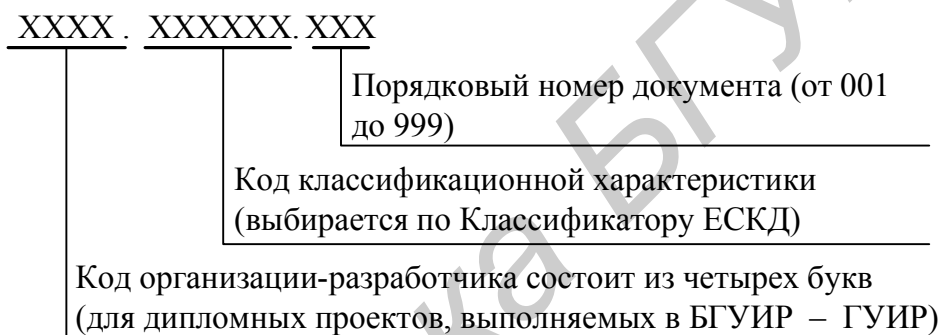 XXXX . XXXXXX. XXX
Порядковый номер документа (от 001
до 999)
Код классификационной характеристики
(выбирается по Классификатору ЕСКД)
Код организации-разработчика состоит из четырех букв
(для дипломных проектов, выполняемых в БГУИР – ГУИР)